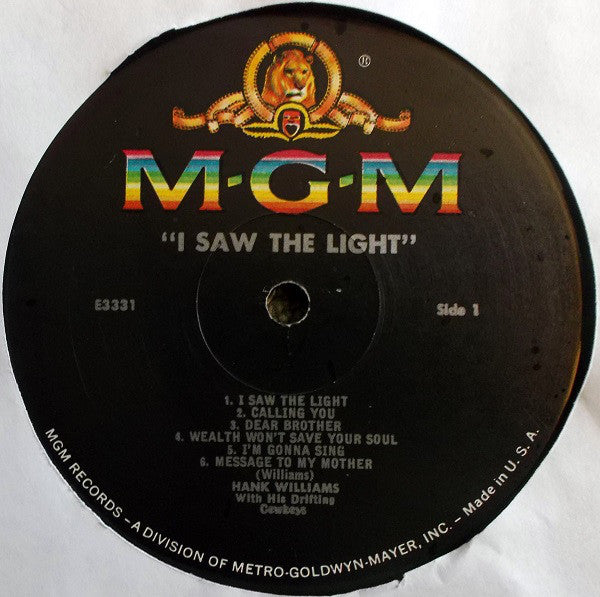 ®
M-G-M
"I SAW THE LIGHT"
E3331
Side 1
1. I SAW THE LIGHT
2. CALLING YOU
3. DEAR BROTHER
4. WEALTH WON'T SAVE YOUR SOUL
5. I'M GONNA SING
6. MESSAGE TO MY MOTHER
(Williams)
HANK WILLIAMS
With His Drifting
Cowboys
MGM RECORDS – A DIVISION OF METRO-GOLDWYN-MAYER, INC. – Made in U. S. A.